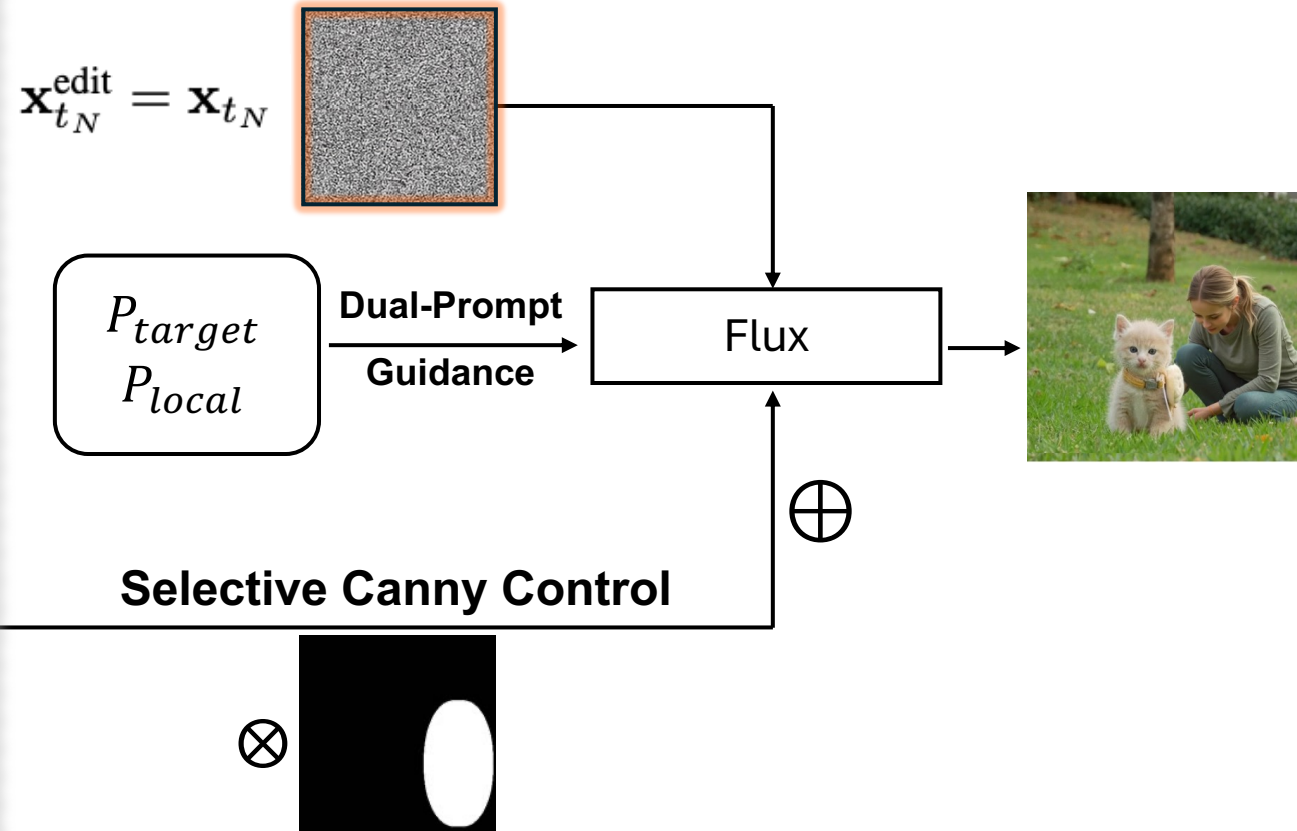 𝐱_{t_N}^{edit} = 𝐱_{t_N}
P_{target}
P_{local}
Dual-Prompt
Guidance
Flux
⊕
Selective Canny Control
⊗